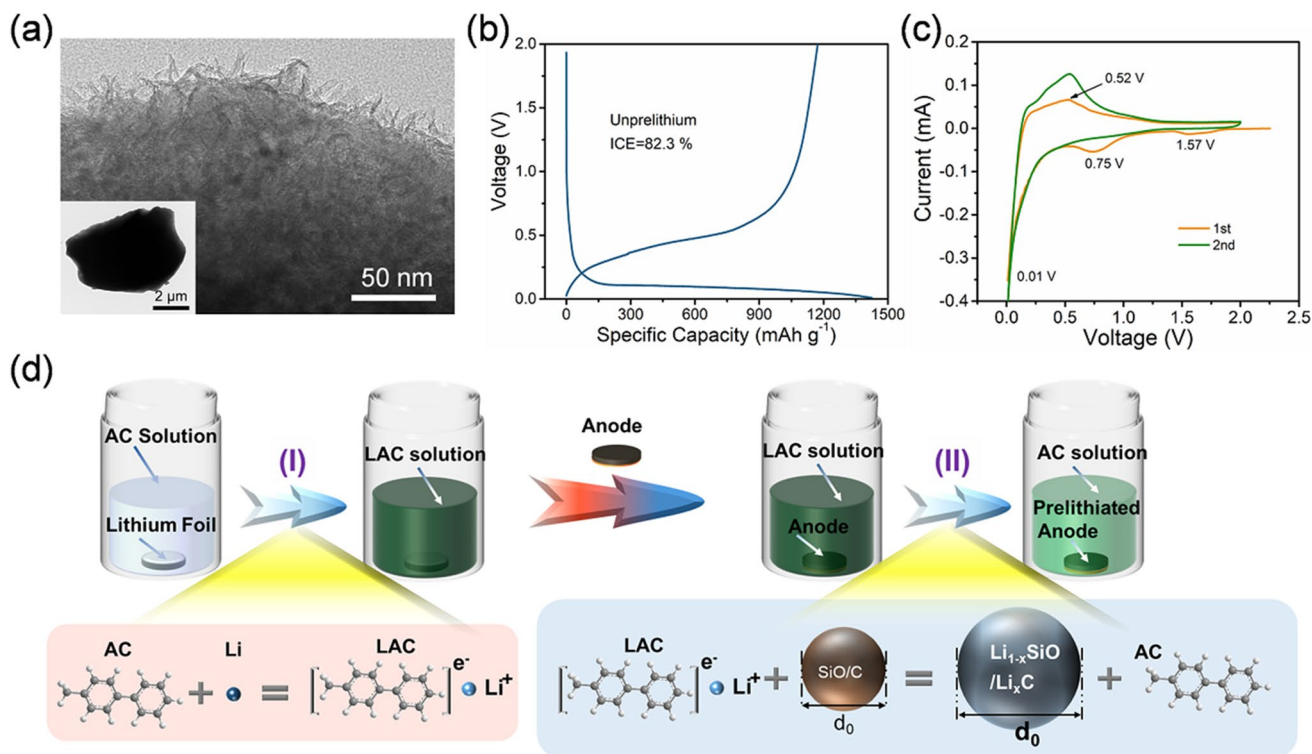 (a)
50 nm
2 μm
(b)
Voltage (V)
2.0
1.5
1.0
0.5
0.0
Unprelithium
ICE=82.3 %
0
300
600
900
1200
1500
Specific Capacity (mAh g⁻¹)
(c)
Current (mA)
0.2
0.1
0.0
-0.1
-0.2
-0.3
-0.4
0.52 V
0.75 V
1.57 V
0.01 V
1st
2nd
0.0
0.5
1.0
1.5
2.0
2.5
Voltage (V)
(d)
AC Solution
Lithium Foil
(I)
LAC solution
Anode
LAC solution
Anode
(II)
AC solution
Prelithiated
Anode
AC
+
Li
=
LAC
e-
Li+
LAC
e-
Li+
+
SiO/C
d₀
=
Li₁₋ₓSiO
/LiₓC
d₀
+
AC